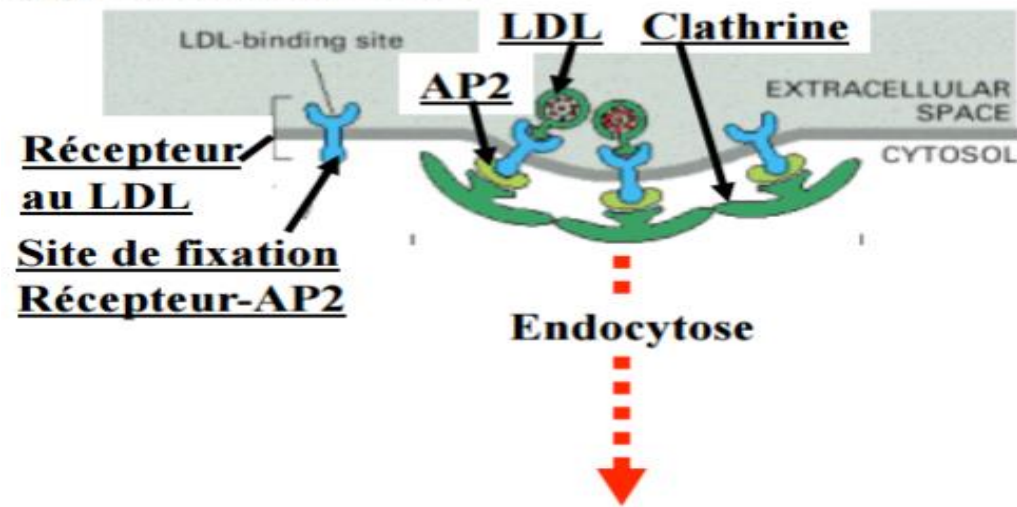 LDL-binding site
LDL
Clathrine
AP2
EXTRACELLULAR
SPACE
CYTOSOL
Récepteur
au LDL
Site de fixation
Récepteur-AP2
Endocytose